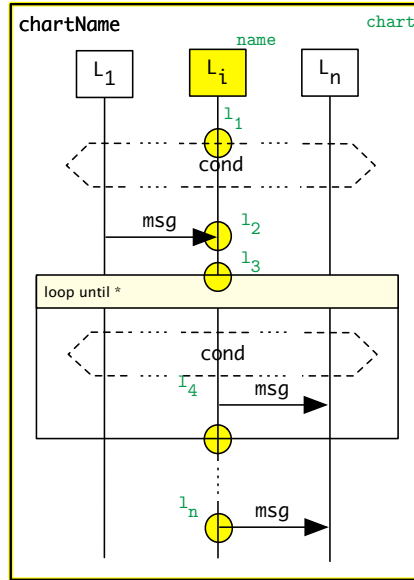 chartName chart
name
L1 Li Ln
l1
cond
msg l2
l3
loop until *
cond
l4 msg
ln msg